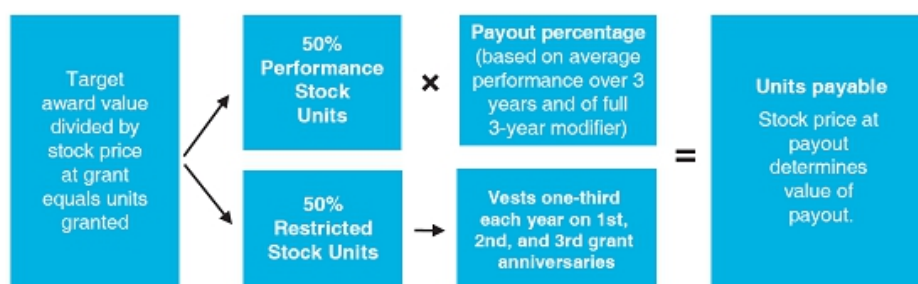 Target
award value
divided by
stock price
at grant
equals units
granted
50%
Performance
Stock
Units
×
Payout percentage
(based on average
performance over 3
years and of full
3-year modifier)
50%
Restricted
Stock Units
Vests one-third
each year on 1st,
2nd, and 3rd grant
anniversaries
=
Units payable
Stock price at
payout
determines
value of
payout.